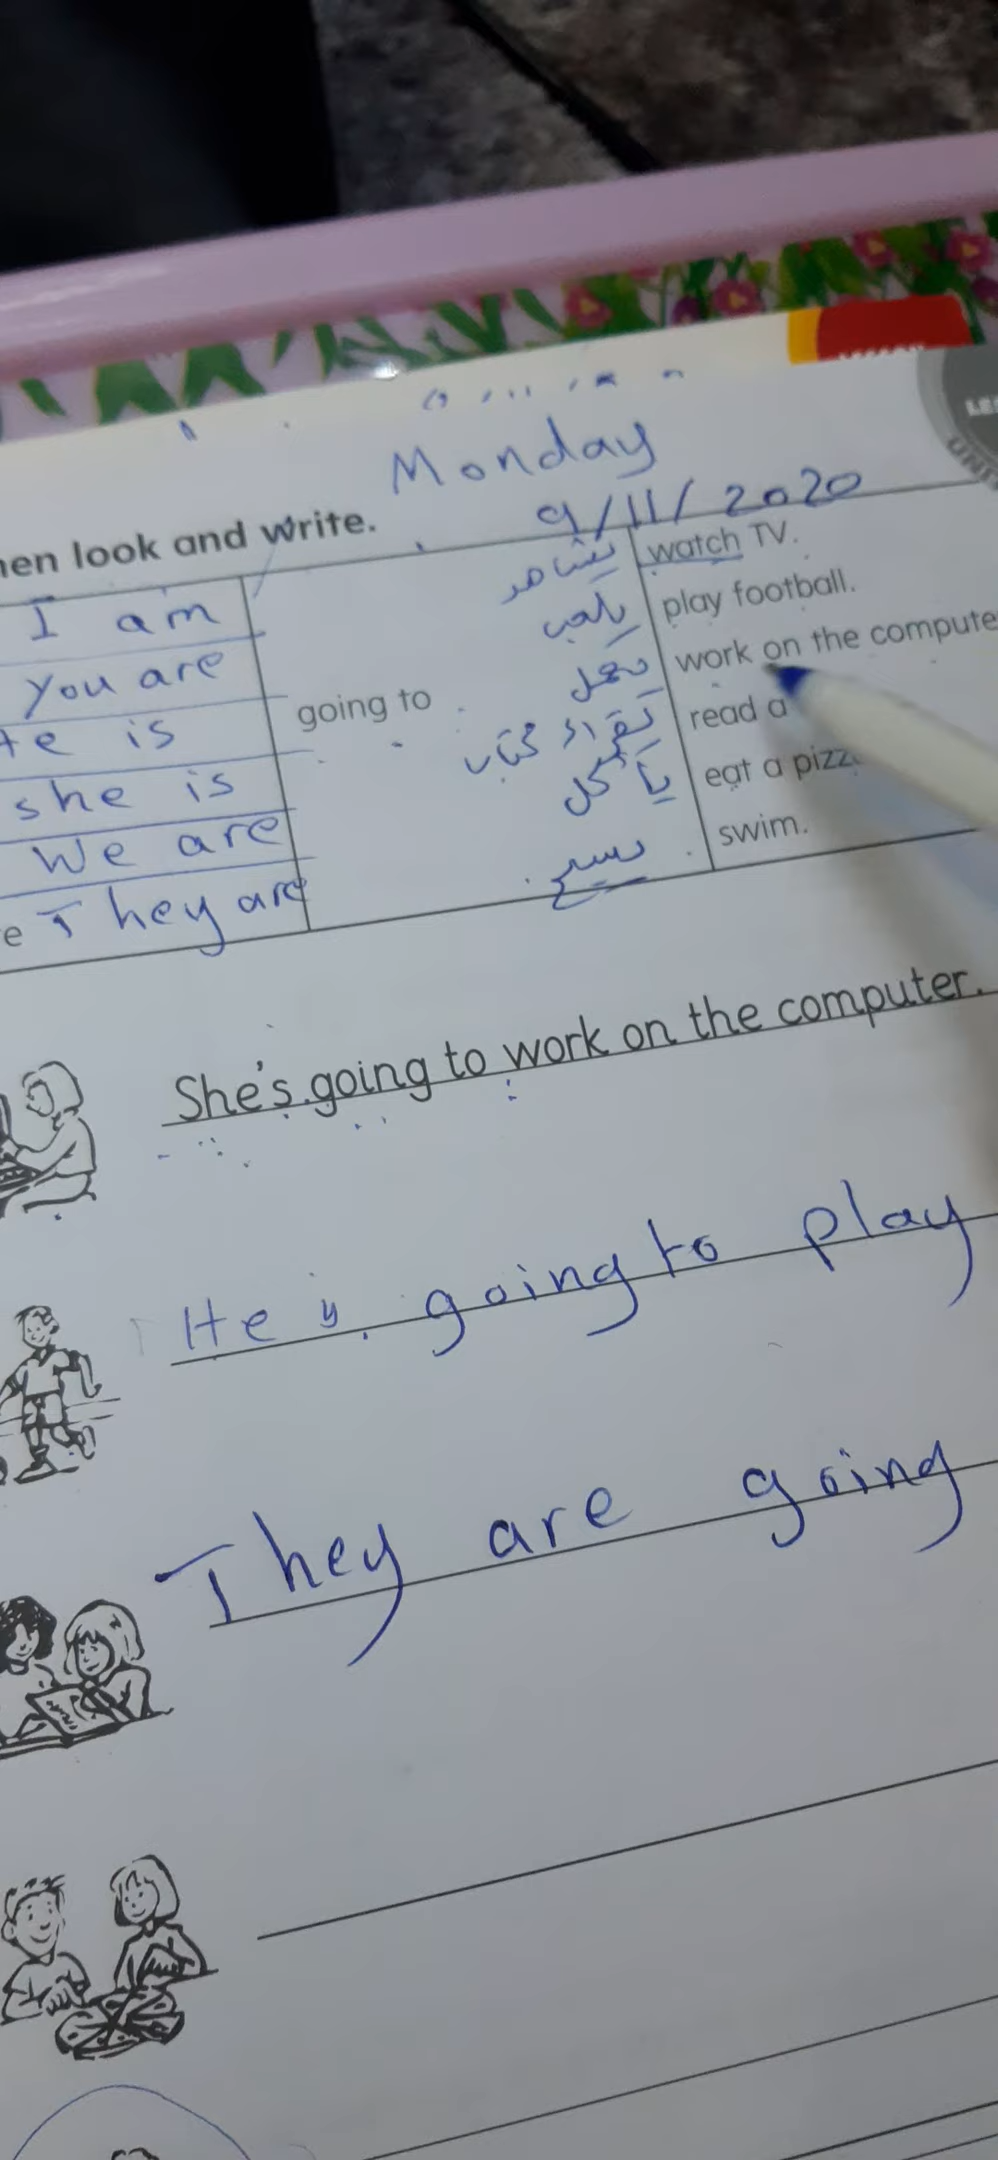 Monday
9/11/2020
hen look and write.
I am
you are
He is
she is
We are
e They are
going to
يشاهد
يلعب
يعمل
يقراء كتاب
يأكل
يسبح
watch TV.
play football.
work on the compute
read a
eat a pizz
swim.
She's going to work on the computer.
He's going to play
They are going